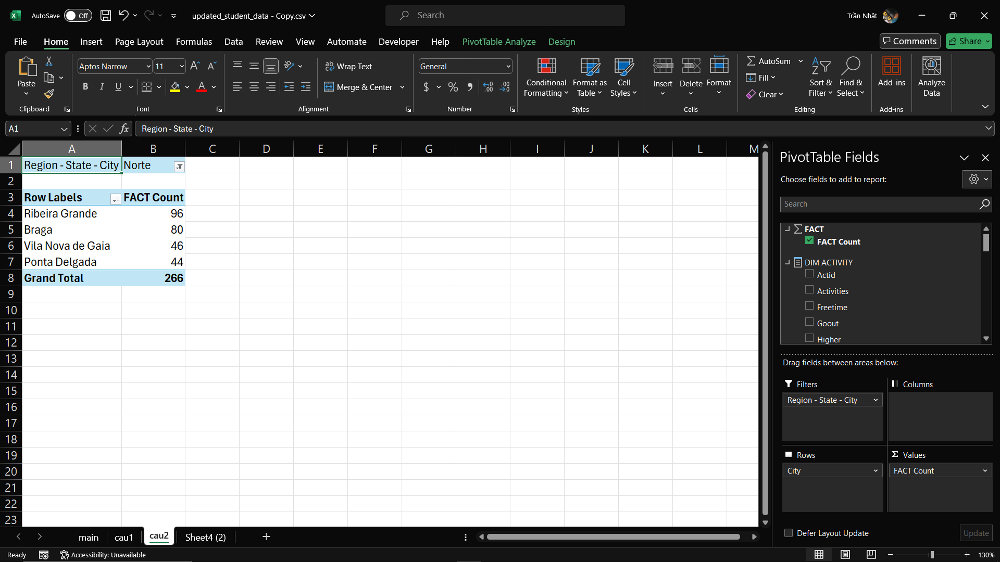 AutoSave Off updated_student_data - Copy.csv Search Trần Nhật
File Home Insert Page Layout Formulas Data Review View Automate Developer Help PivotTable Analyze Design Comments Share
Paste
Clipboard
Aptos Narrow 11
B I U A
Font
Wrap Text
Merge & Center
Alignment
General
$ % 9 .00
Number
Conditional Formatting
Format as Table
Cell Styles
Styles
Insert Delete Format
Cells
AutoSum
Fill
Clear
Sort & Filter
Find & Select
Editing
Add-ins
Add-ins
Analyze Data
A1 fx Region - State - City
A B C D E F G H I J K L M
1 Region - State - City Norte
2
3 Row Labels FACT Count
4 Ribeira Grande 96
5 Braga 80
6 Vila Nova de Gaia 46
7 Ponta Delgada 44
8 Grand Total 266
9
10
11
12
13
14
15
16
17
18
19
20
21
22
23
PivotTable Fields
Choose fields to add to report:
Search
FACT
FACT Count
DIM ACTIVITY
Actid
Activities
Freetime
Goout
Higher
Drag fields between areas below:
Filters Columns
Region - State - City
Rows Σ Values
City FACT Count
Defer Layout Update Update
main cau1 cau2 Sheet4 (2)
Ready Accessibility: Unavailable 130%